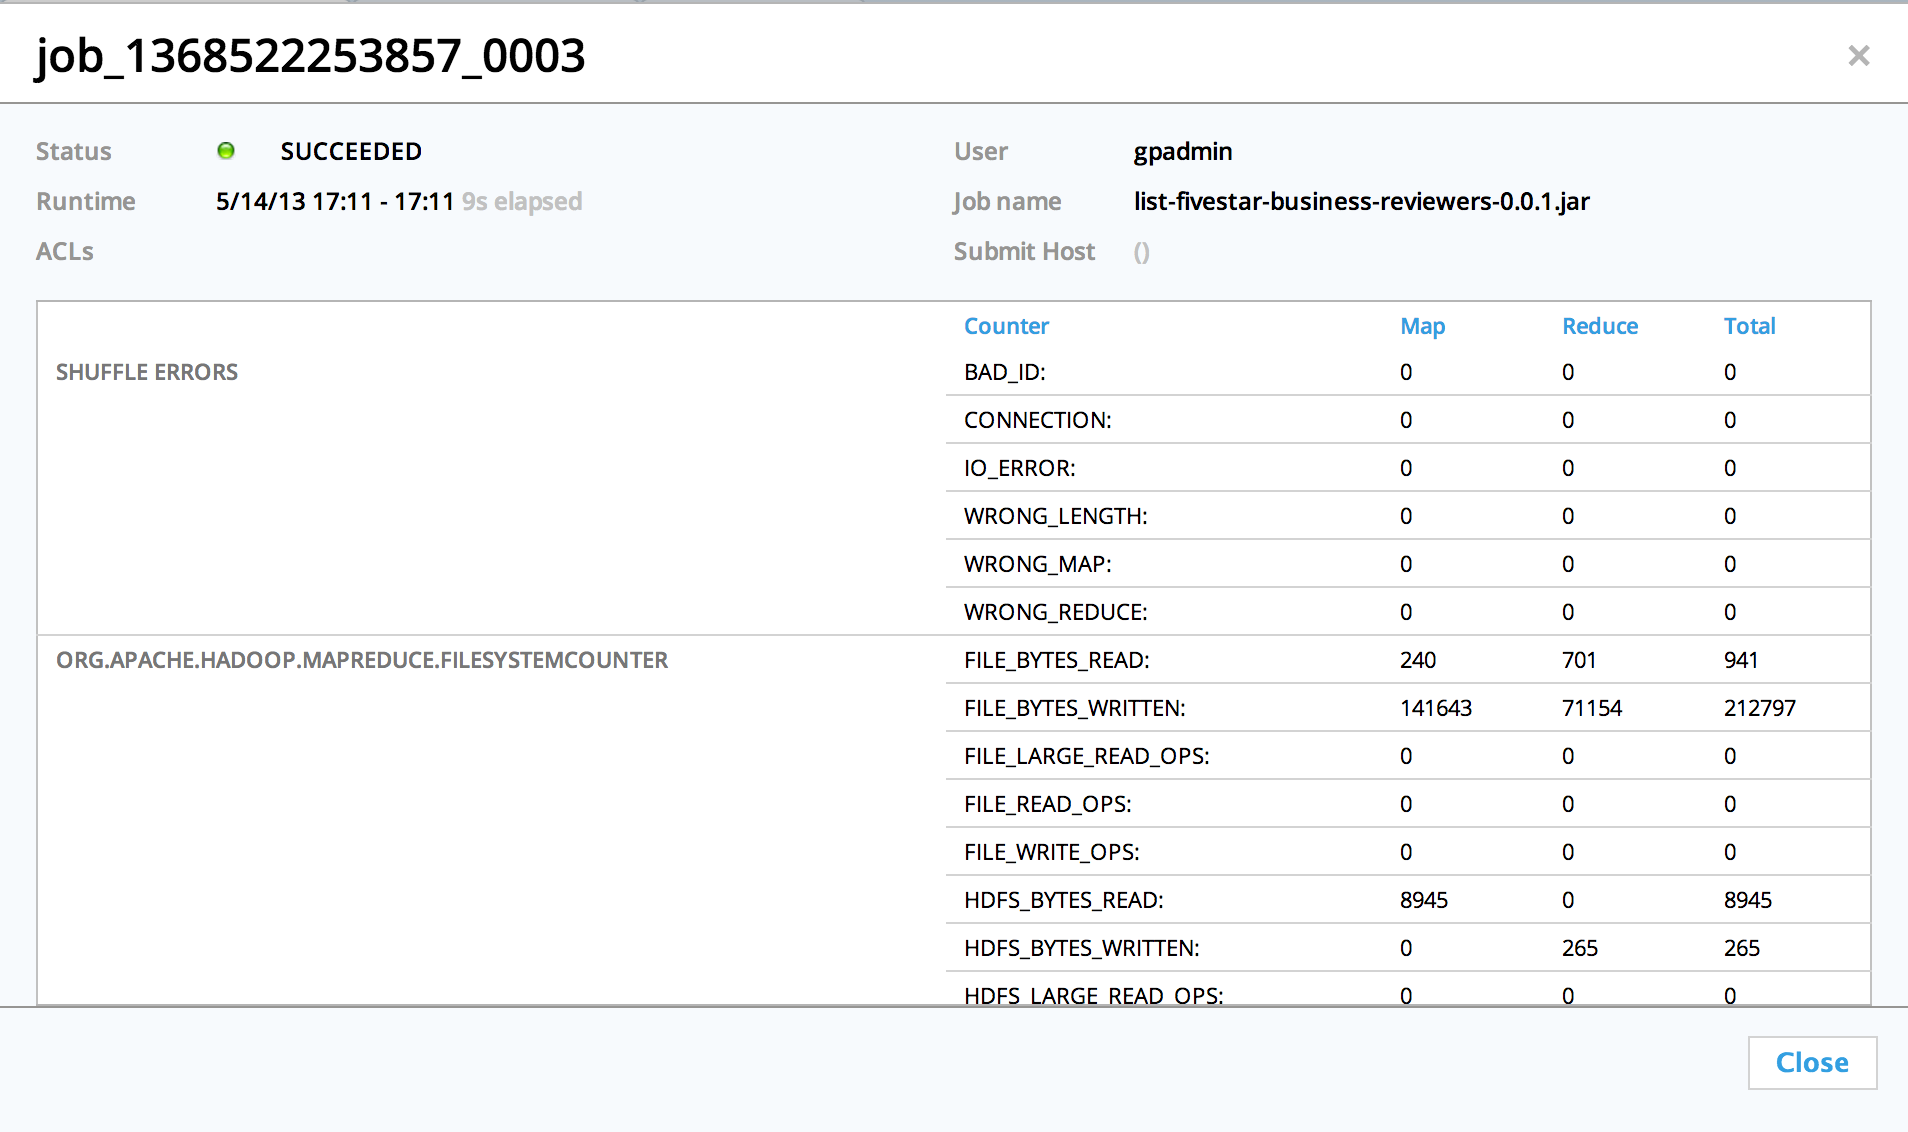 job_1368522253857_0003
×
Status SUCCEEDED User gpadmin
Runtime 5/14/13 17:11 - 17:11 9s elapsed Job name list-fivestar-business-reviewers-0.0.1.jar
ACLs Submit Host ()
Counter Map Reduce Total
SHUFFLE ERRORS BAD_ID: 0 0 0
CONNECTION: 0 0 0
IO_ERROR: 0 0 0
WRONG_LENGTH: 0 0 0
WRONG_MAP: 0 0 0
WRONG_REDUCE: 0 0 0
ORG.APACHE.HADOOP.MAPREDUCE.FILESYSTEMCOUNTER FILE_BYTES_READ: 240 701 941
FILE_BYTES_WRITTEN: 141643 71154 212797
FILE_LARGE_READ_OPS: 0 0 0
FILE_READ_OPS: 0 0 0
FILE_WRITE_OPS: 0 0 0
HDFS_BYTES_READ: 8945 0 8945
HDFS_BYTES_WRITTEN: 0 265 265
HDFS_LARGE_READ_OPS: 0 0 0
Close